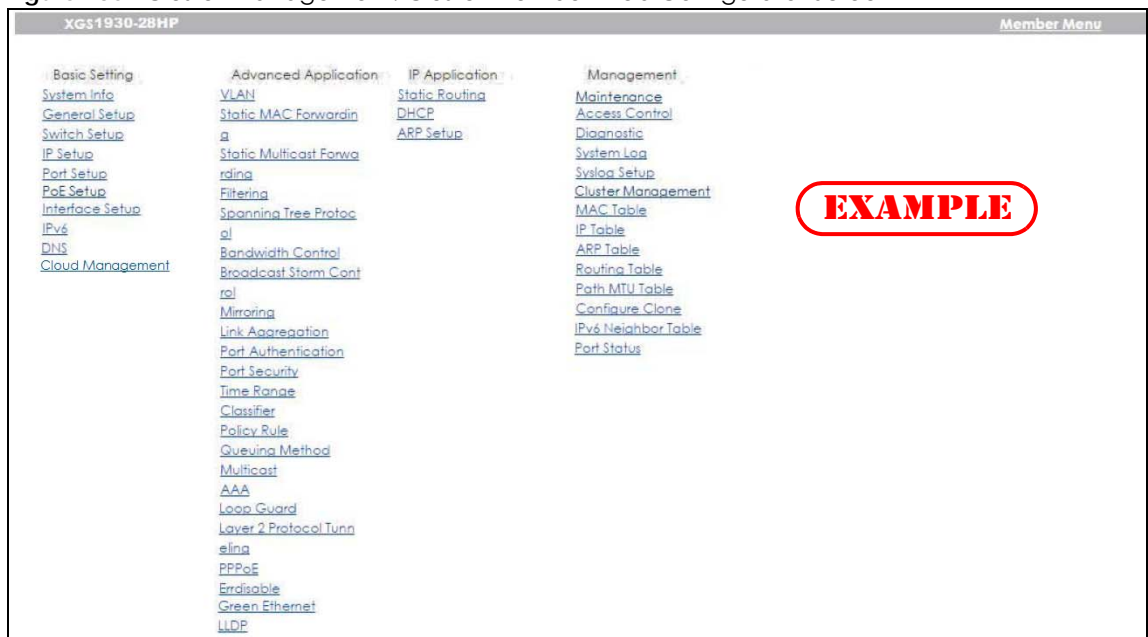 XGS1930-28HP
Member Menu
Basic Setting
System Info
General Setup
Switch Setup
IP Setup
Port Setup
PoE Setup
Interface Setup
IPv6
DNS
Cloud Management
Advanced Application
VLAN
Static MAC Forwardin
g
Static Multicast Forwa
rding
Filtering
Spanning Tree Protoc
ol
Bandwidth Control
Broadcast Storm Cont
rol
Mirroring
Link Aggregation
Port Authentication
Port Security
Time Range
Classifier
Policy Rule
Queuing Method
Multicast
AAA
Loop Guard
Layer 2 Protocol Tunn
eling
PPPoE
Errdisable
Green Ethernet
LLDP
IP Application
Static Routing
DHCP
ARP Setup
Management
Maintenance
Access Control
Diagnostic
System Log
Syslog Setup
Cluster Management
MAC Table
IP Table
ARP Table
Routing Table
Path MTU Table
Configure Clone
IPv6 Neighbor Table
Port Status
EXAMPLE